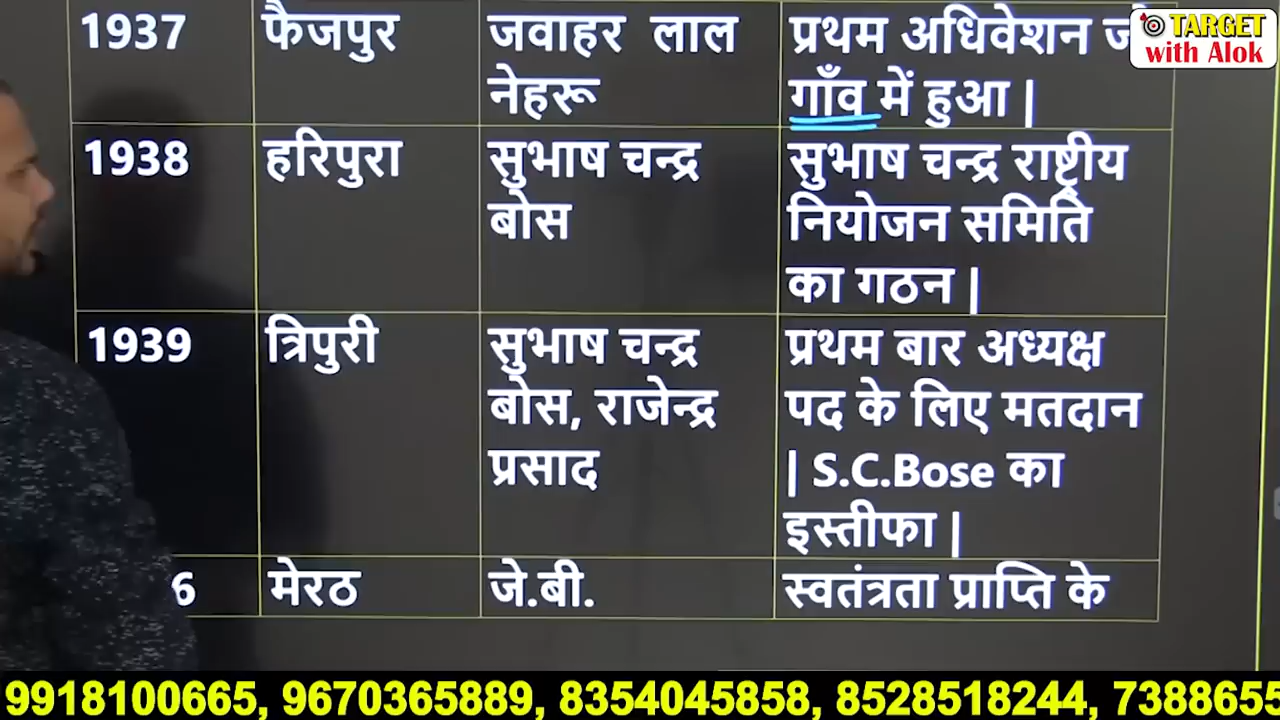 TARGET
with Alok
1937 फैजपुर जवाहर लाल प्रथम अधिवेशन
नेहरू गाँव में हुआ |
1938 हरिपुरा सुभाष चन्द्र सुभाष चन्द्र राष्ट्रीय
बोस नियोजन समिति
का गठन |
1939 त्रिपुरी सुभाष चन्द्र प्रथम बार अध्यक्ष
बोस, राजेन्द्र पद के लिए मतदान
प्रसाद | S.C.Bose का
इस्तीफा |
6 मेरठ जे.बी. स्वतंत्रता प्राप्ति के
9918100665, 9670365889, 8354045858, 8528518244, 7388655